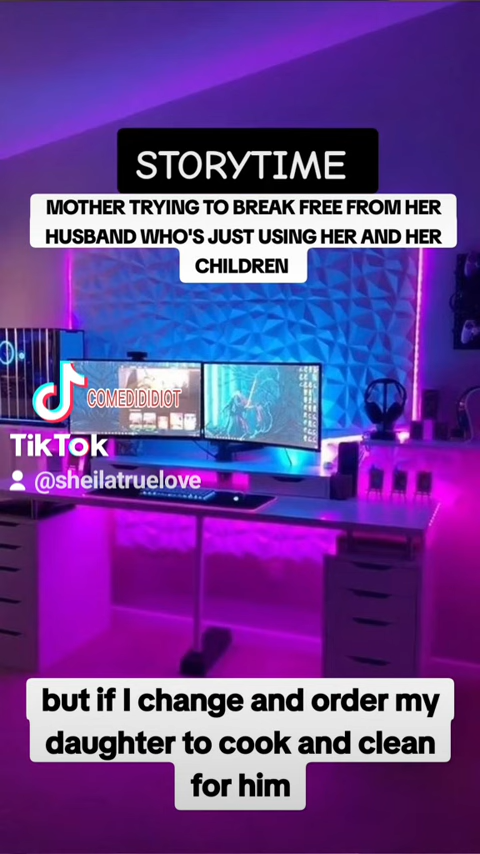 STORYTIME
MOTHER TRYING TO BREAK FREE FROM HER
HUSBAND WHO'S JUST USING HER AND HER
CHILDREN
COMEDIDIDIOT
TikTok
@sheilatruelove
but if I change and order my
daughter to cook and clean
for him